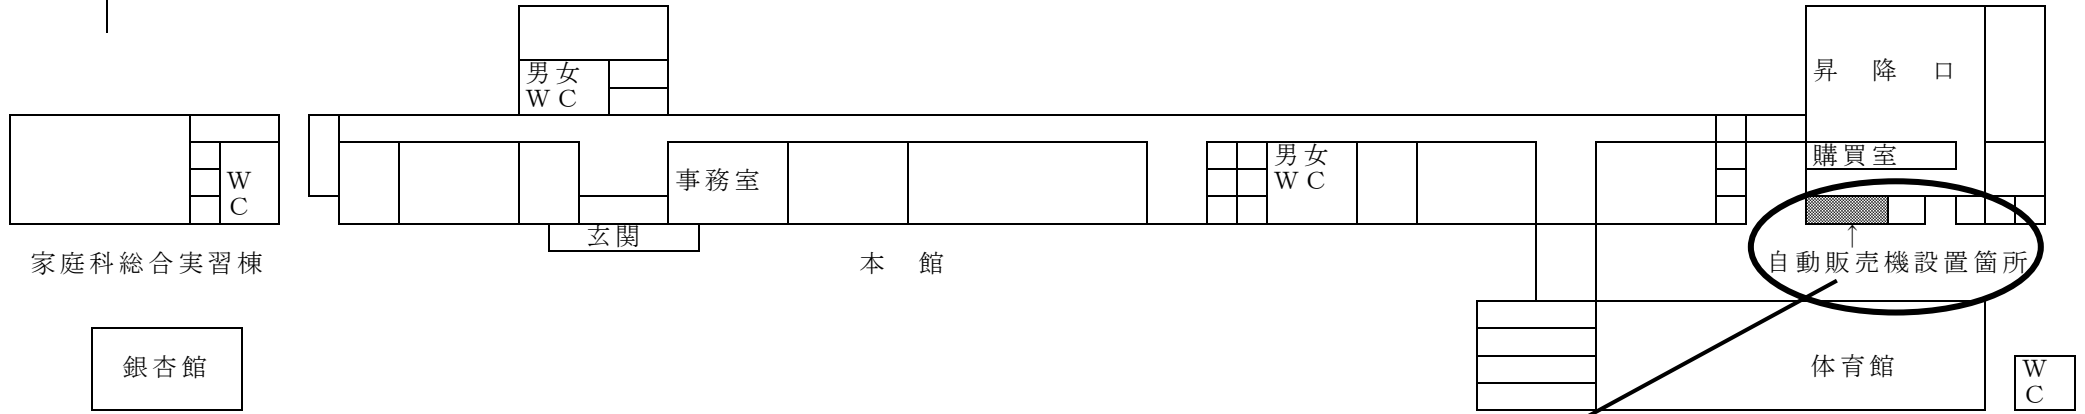 男女
WC
昇降口
W
C
事務室
男女
WC
購買室
玄関
↑
家庭科総合実習棟
本館
自動販売機設置箇所
銀杏館
体育館
W
C